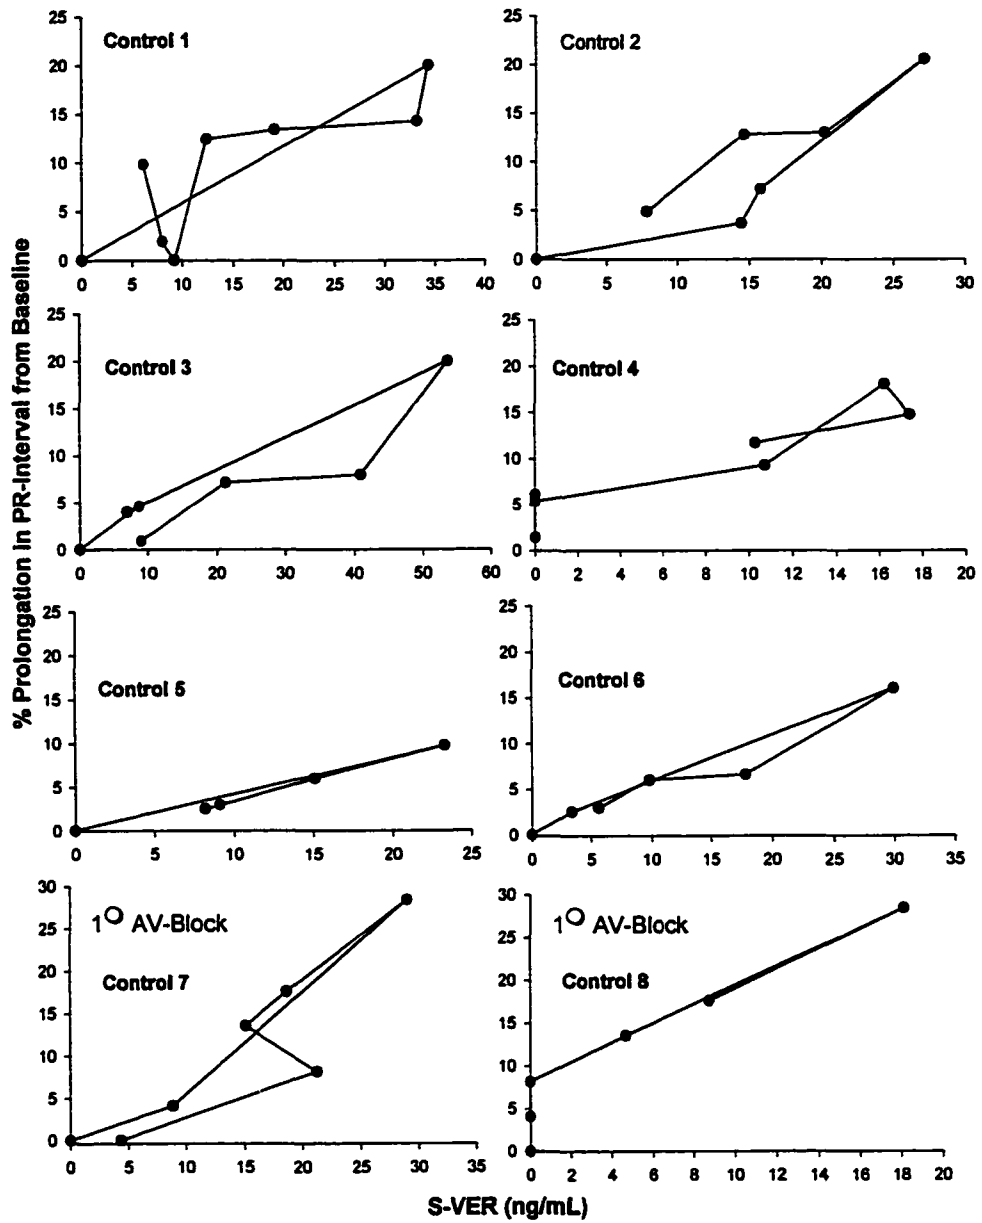 % Prolongation in PR-Interval from Baseline
Control 1
25
20
15
10
5
0
0 5 10 15 20 25 30 35 40
Control 2
25
20
15
10
5
0
0 5 10 15 20 25 30
Control 3
25
20
15
10
5
0
0 10 20 30 40 50 60
Control 4
25
20
15
10
5
0
0 2 4 6 8 10 12 14 16 18 20
Control 5
25
20
15
10
5
0
0 5 10 15 20 25
Control 6
25
20
15
10
5
0
0 5 10 15 20 25 30 35
1O AV-Block
Control 7
30
25
20
15
10
5
0
0 5 10 15 20 25 30 35
1O AV-Block
Control 8
30
25
20
15
10
5
0
0 2 4 6 8 10 12 14 16 18 20
S-VER (ng/mL)